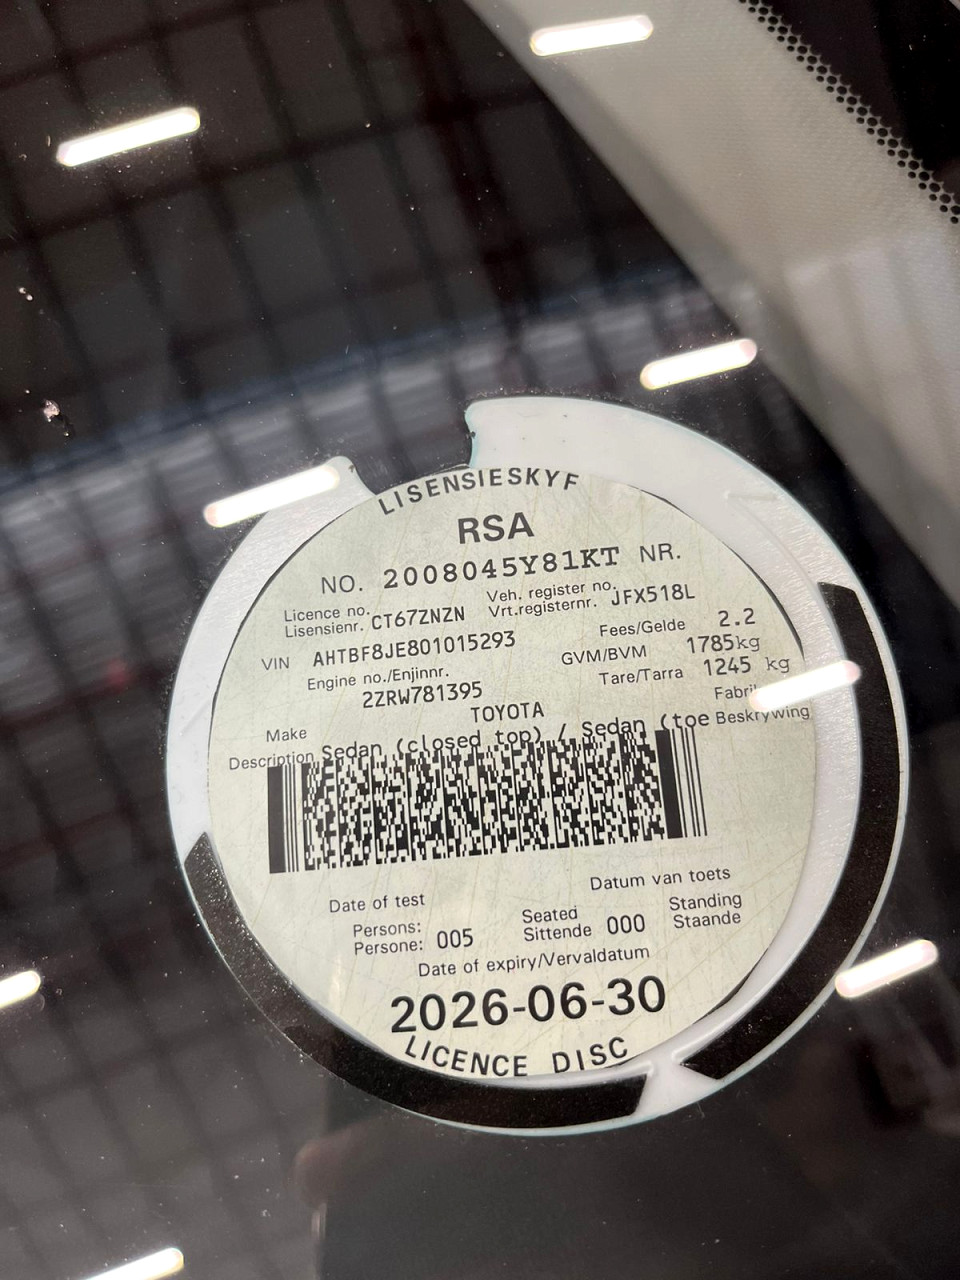 LISENSIESKYF
RSA
NO. 2008045Y81KT NR.
Licence no. Lisensienr. CT67ZNZN Veh. register no. Vrt.registernr. JFX518L
VIN AHTBF8JE801015293 Fees/Gelde 2.2
Engine no./Enjinnr. GVM/BVM 1785kg
2ZRW781395 Tare/Tarra 1245 kg
Make TOYOTA
Description Sedan (closed top) / Sedan (toe Beskrywing
Date of test Datum van toets
Persons: Persone: 005 Seated Sittende 000 Standing Staande
Date of expiry/Vervaldatum
2026-06-30
LICENCE DISC